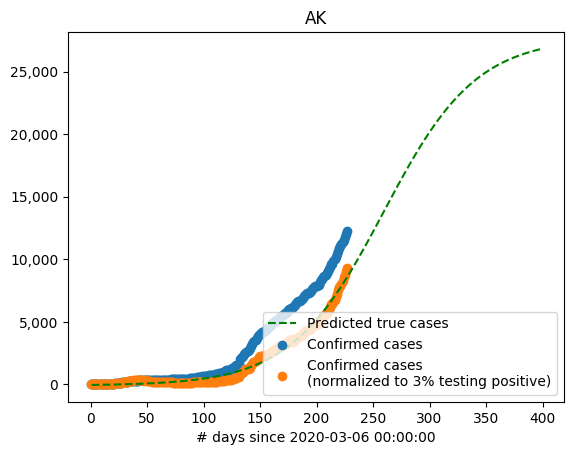 AK
25,000
20,000
15,000
10,000
5,000
0
Predicted true cases
Confirmed cases
Confirmed cases
(normalized to 3% testing positive)
0 50 100 150 200 250 300 350 400
# days since 2020-03-06 00:00:00